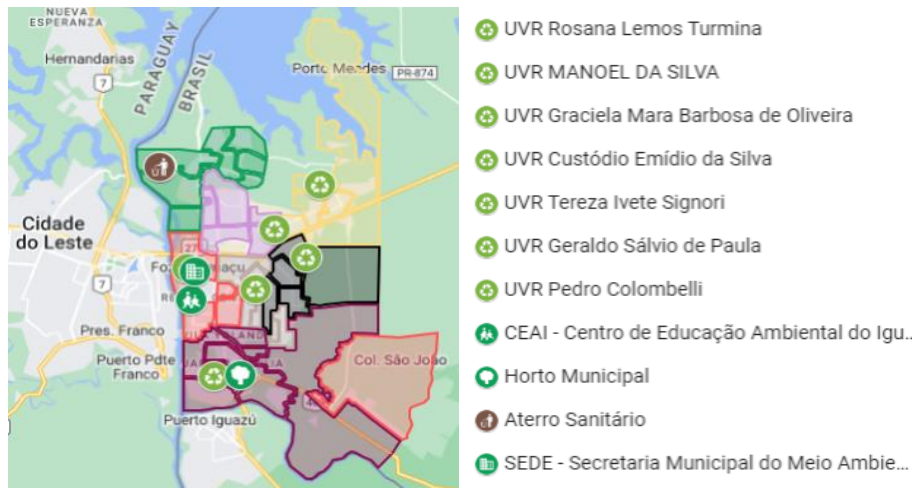 NUEVA
ESPERANZA
Hernandarias
7
PARAGUAY
BRASIL
Porto Mendes
PR-874
Cidade
do Leste
27
7
Pres. Franco
Puerto Pdte
Franco
Col. São João
Puerto Iguazú
UVR Rosana Lemos Turmina
UVR MANOEL DA SILVA
UVR Graciela Mara Barbosa de Oliveira
UVR Custódio Emídio da Silva
UVR Tereza Ivete Signori
UVR Geraldo Sálvio de Paula
UVR Pedro Colombelli
CEAI - Centro de Educação Ambiental do Igu...
Horto Municipal
Aterro Sanitário
SEDE - Secretaria Municipal do Meio Ambie...